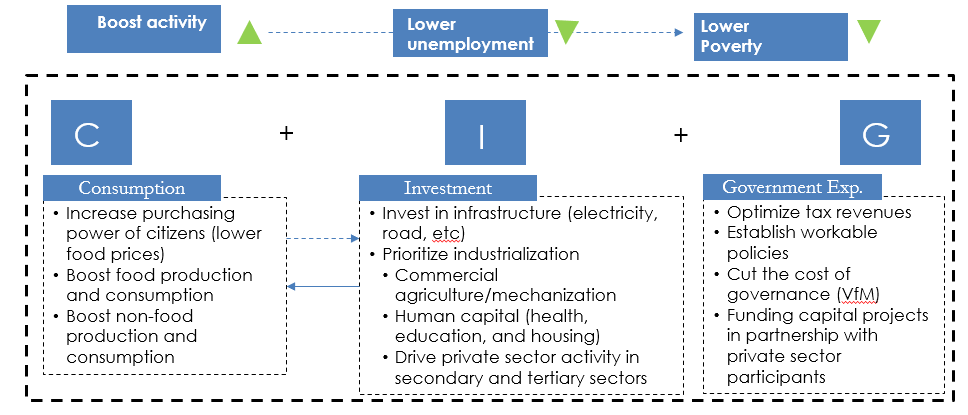 Boost activity
Lower
unemployment
Lower
Poverty
C
+
I
+
G
Consumption
• Increase purchasing
power of citizens (lower
food prices)
• Boost food production
and consumption
• Boost non-food
production and
consumption
Investment
• Invest in infrastructure (electricity,
road, etc)
• Prioritize industrialization
• Commercial
agriculture/mechanization
• Human capital (health,
education, and housing)
• Drive private sector activity in
secondary and tertiary sectors
Government Exp.
• Optimize tax revenues
• Establish workable
policies
• Cut the cost of
governance (VfM)
• Funding capital projects
in partnership with
private sector
participants